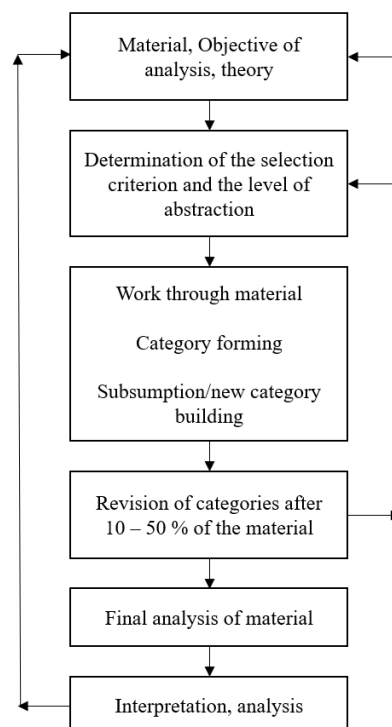 Material, Objective of
analysis, theory
Determination of the selection
criterion and the level of
abstraction
Work through material
Category forming
Subsumption/new category
building
Revision of categories after
10 – 50 % of the material
Final analysis of material
Interpretation, analysis